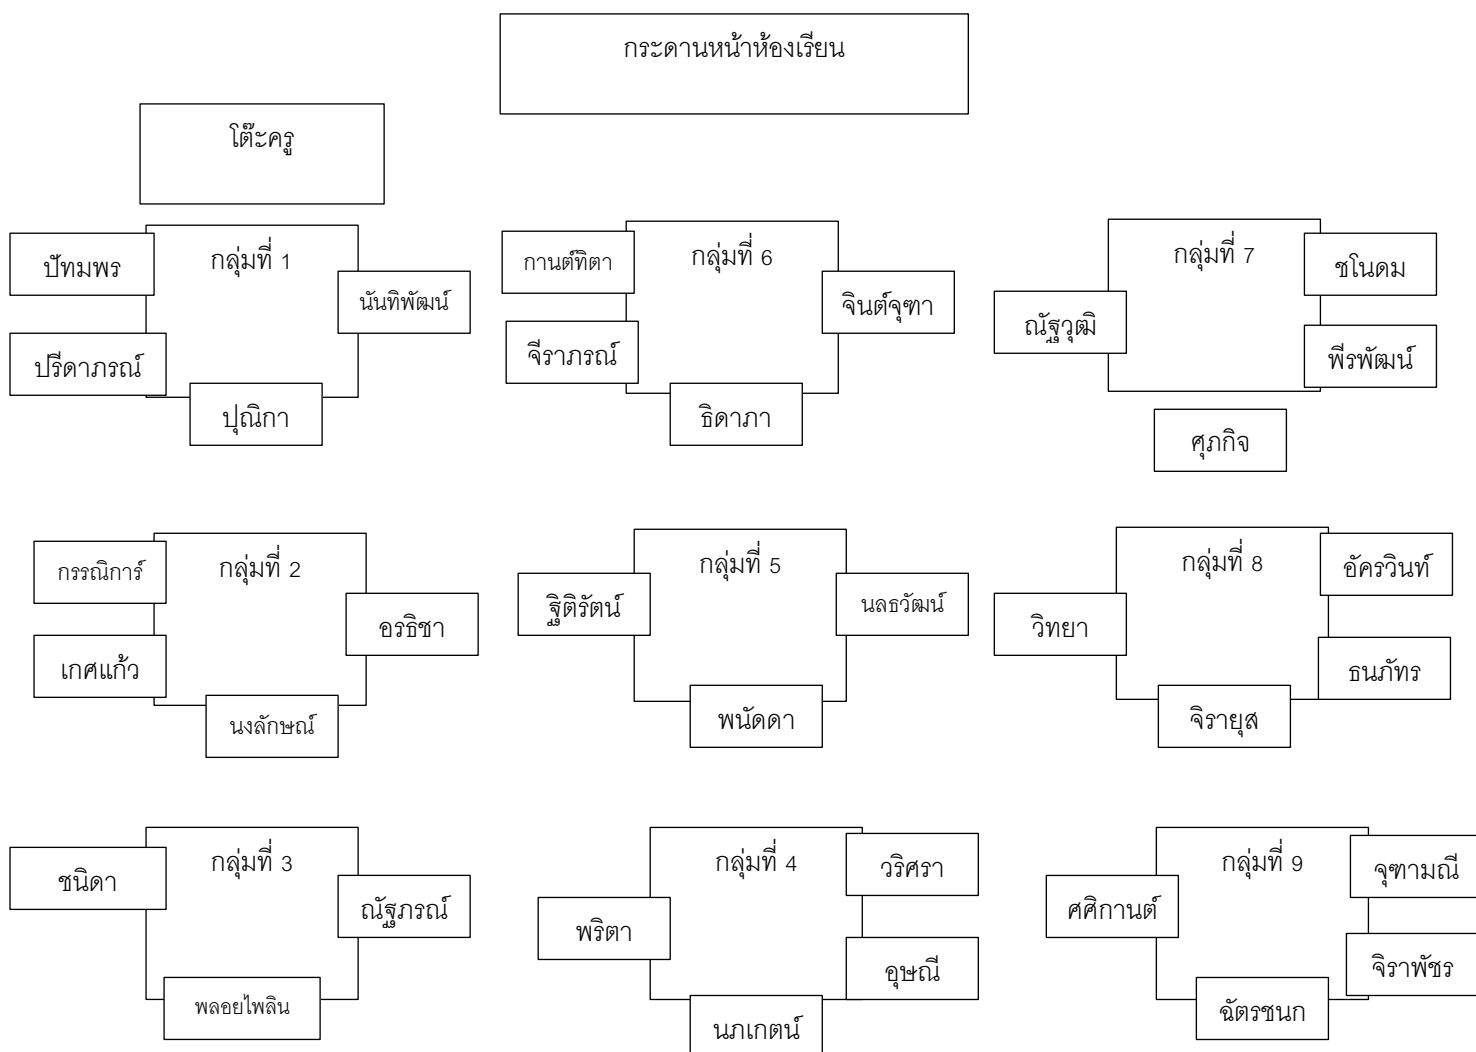 กระดานหน้าห้องเรียน
โต๊ะครู
ปัทมพร
กลุ่มที่ 1
นันทิพัฒน์
ปรีดาภรณ์
ปุณิกา
กานต์ทิตา
กลุ่มที่ 6
จินต์จุฑา
จีราภรณ์
ธิดาภา
กลุ่มที่ 7
ชโนดม
ณัฐวุฒิ
พีรพัฒน์
ศุภกิจ
กรรณิการ์
กลุ่มที่ 2
อรธิชา
เกศแก้ว
นงลักษณ์
กลุ่มที่ 5
ฐิติรัตน์
นลธวัฒน์
พนัดดา
กลุ่มที่ 8
อัครวินท์
วิทยา
ธนภัทร
จิรายุส
กลุ่มที่ 3
ชนิดา
ณัฐภรณ์
พลอยไพลิน
กลุ่มที่ 4
วริศรา
พริตา
อุษณี
นภเกตน์
กลุ่มที่ 9
จุฑามณี
ศศิกานต์
จิราพัชร
ฉัตรชนก